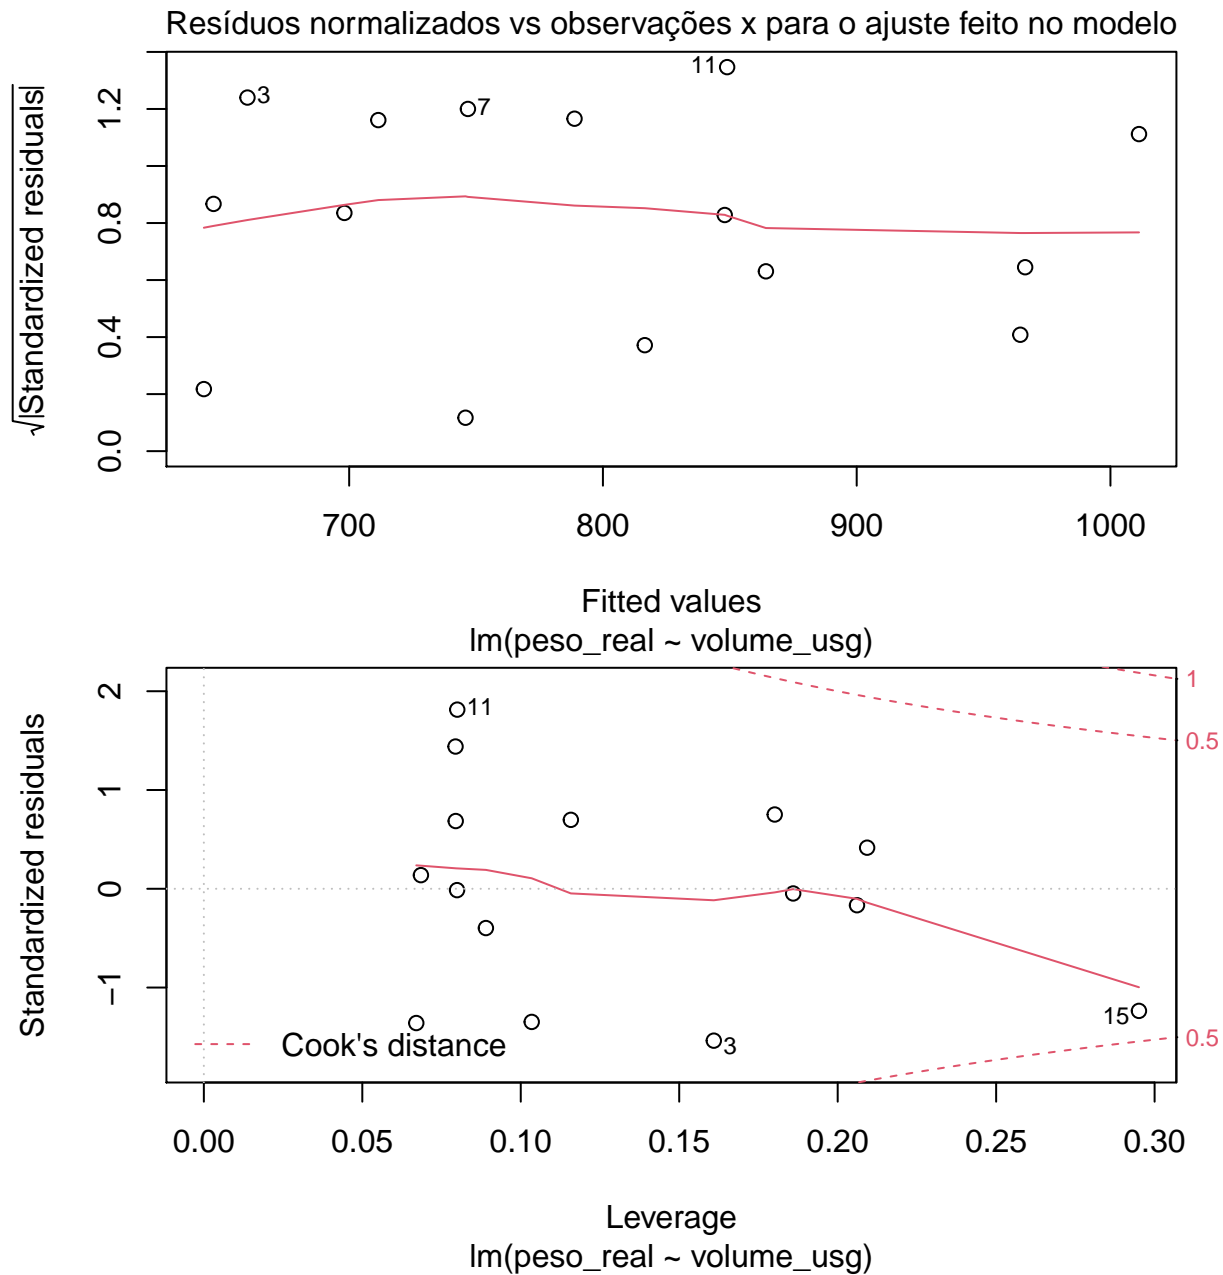 Resíduos normalizados vs observações x para o ajuste feito no modelo
√|Standardized residuals|
0.0 0.4 0.8 1.2
3
7
11
700 800 900 1000
Fitted values
lm(peso_real ~ volume_usg)
Standardized residuals
−1 0 1 2
11
3
15
1
0.5
0.5
Cook's distance
0.00 0.05 0.10 0.15 0.20 0.25 0.30
Leverage
lm(peso_real ~ volume_usg)